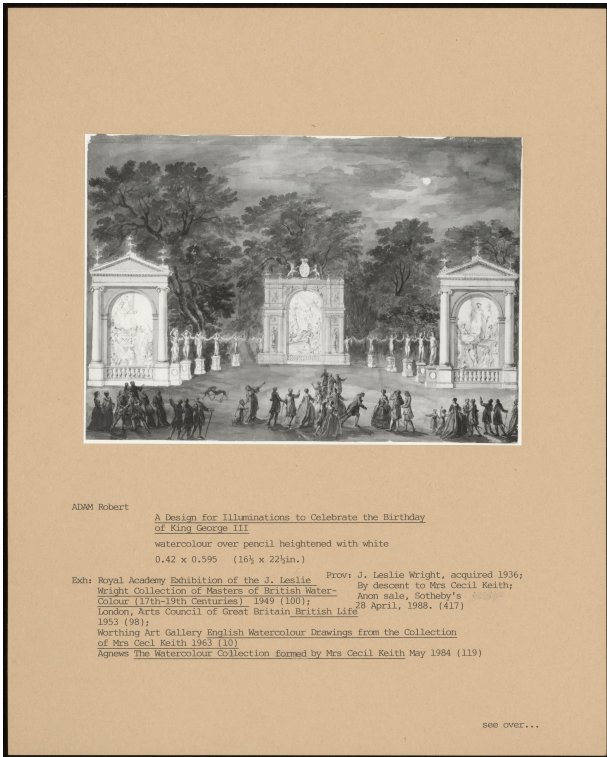 ADAM Robert
A Design for Illuminations to Celebrate the Birthday
of King George III
watercolour over pencil heightened with white
0.42 x 0.595 (16½ x 22½in.)
Exh: Royal Academy Exhibition of the J. Leslie
Wright Collection of Masters of British Water-
Colour (17th-19th Centuries) 1949 (100);
London, Arts Council of Great Britain British Life
1953 (98);
Worthing Art Gallery English Watercolour Drawings from the Collection
of Mrs Cecl Keith 1963 (10)
Agnews The Watercolour Collection formed by Mrs Cecil Keith May 1984 (119)
Prov: J. Leslie Wright, acquired 1936;
By descent to Mrs Cecil Keith;
Anon sale, Sotheby's
28 April, 1988. (417)
see over...